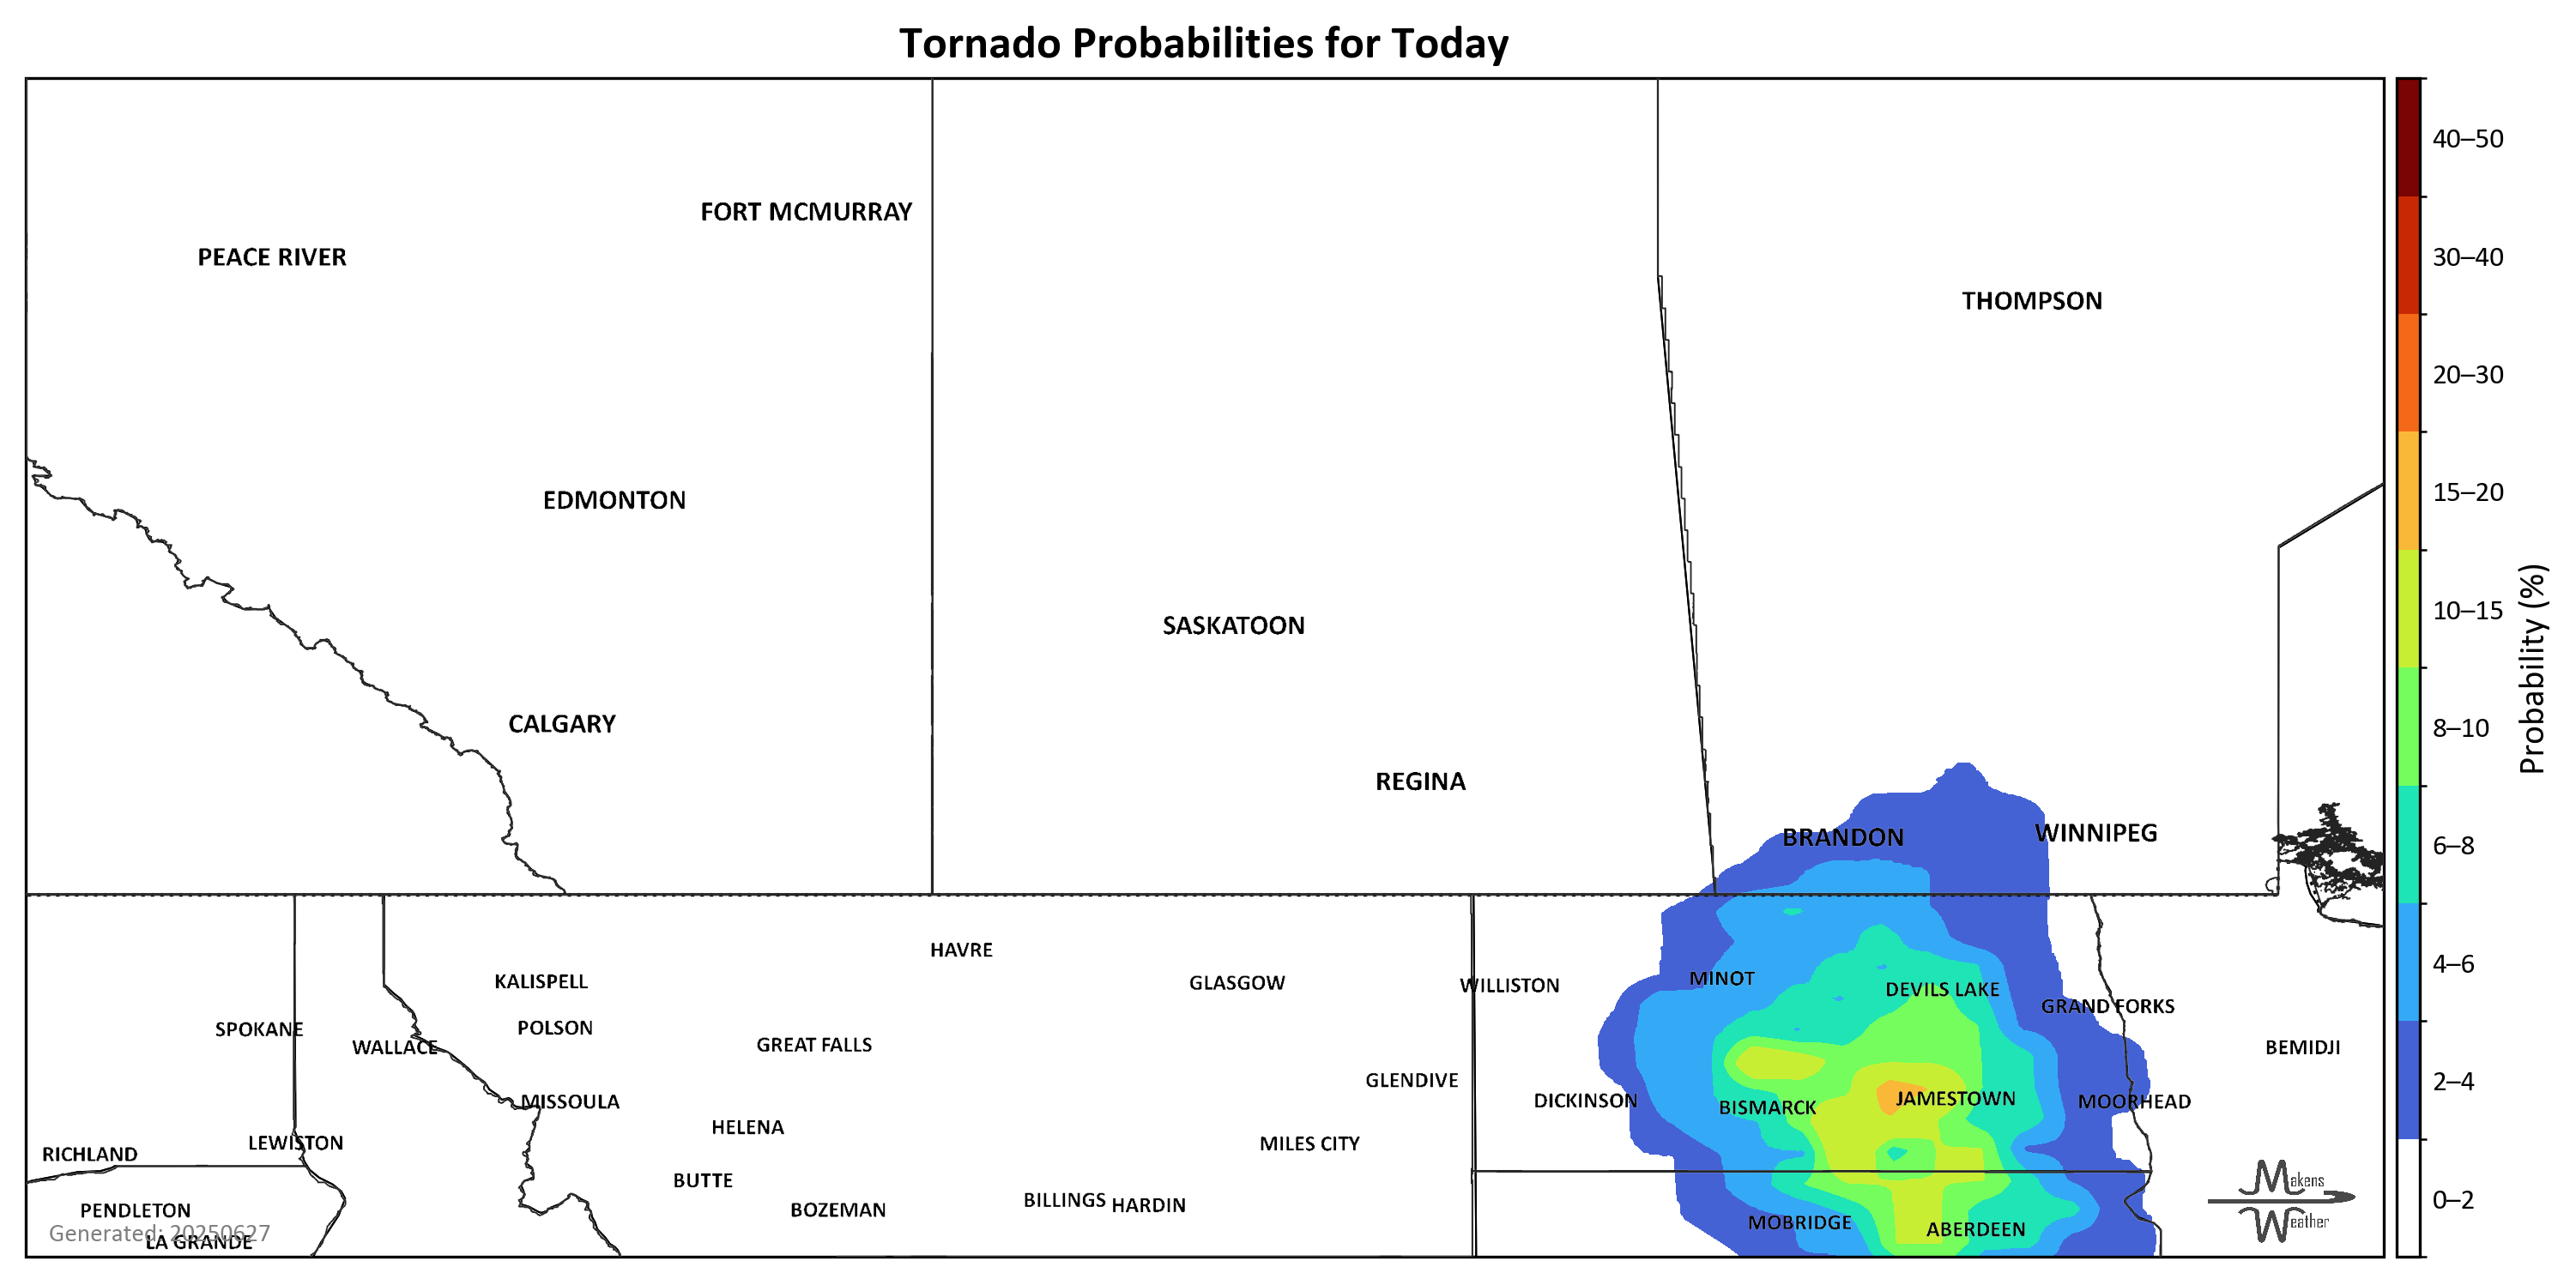 Tornado Probabilities for Today
FORT MCMURRAY
PEACE RIVER
THOMPSON
EDMONTON
SASKATOON
CALGARY
REGINA
BRANDON
WINNIPEG
HAVRE
KALISPELL
GLASGOW
WILLISTON
MINOT
DEVILS LAKE
GRAND FORKS
SPOKANE
POLSON
WALLACE
GREAT FALLS
BEMIDJI
GLENDIVE
MISSOULA
DICKINSON
BISMARCK
JAMESTOWN
MOORHEAD
HELENA
LEWISTON
MILES CITY
RICHLAND
BUTTE
BILLINGS
HARDIN
PENDLETON
BOZEMAN
MOBRIDGE
ABERDEEN
Generated: 20250627
LA GRANDE
Makens
Weather
40–50
30–40
20–30
15–20
10–15
8–10
6–8
4–6
2–4
0–2
Probability (%)